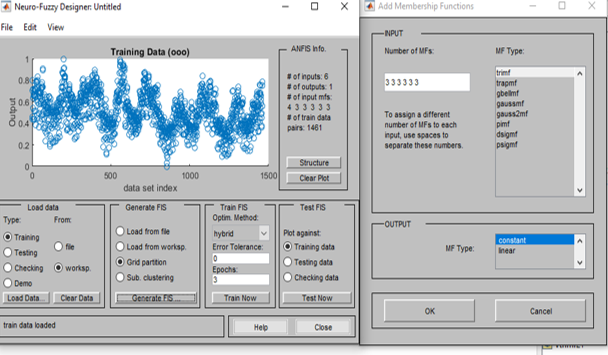 Neuro-Fuzzy Designer: Untitled
File Edit View
Training Data (ooo)
1
0.8
0.6
0.4
0.2
0
Output
0 500 1000 1500
data set index
ANFIS Info.
# of inputs: 6
# of outputs: 1
# of input mfs:
4 3 3 3 3 3
# of train data
pairs: 1461
Structure
Clear Plot
Load data
Type: From:
Training
Testing
Checking
Demo
file
worksp.
Load Data... Clear Data
Generate FIS
Load from file
Load from worksp.
Grid partition
Sub. clustering
Generate FIS ...
Train FIS
Optim. Method:
hybrid
Error Tolerance:
0
Epochs:
3
Train Now
Test FIS
Plot against:
Training data
Testing data
Checking data
Test Now
train data loaded
Help Close
Add Membership Functions
INPUT
Number of MFs:
3 3 3 3 3 3
To assign a different
number of MFs to each
input, use spaces to
separate these numbers.
MF Type:
trimf
trapmf
gbellmf
gaussmf
gauss2mf
pimf
dsigmf
psigmf
OUTPUT
MF Type:
constant
linear
OK Cancel